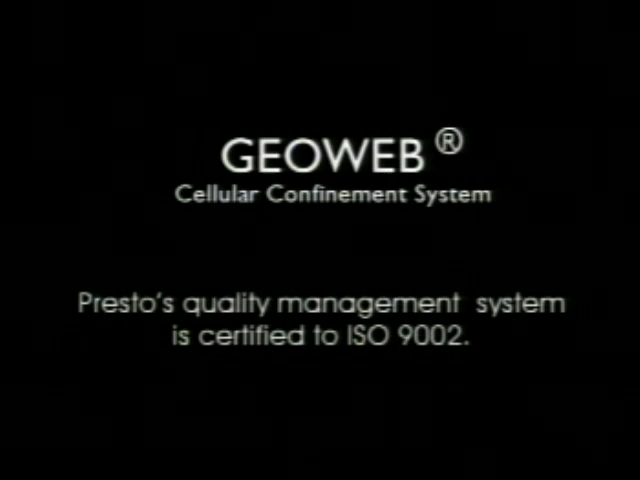 GEOWEB®
Cellular Confinement System
Presto's quality management system
is certified to ISO 9002.